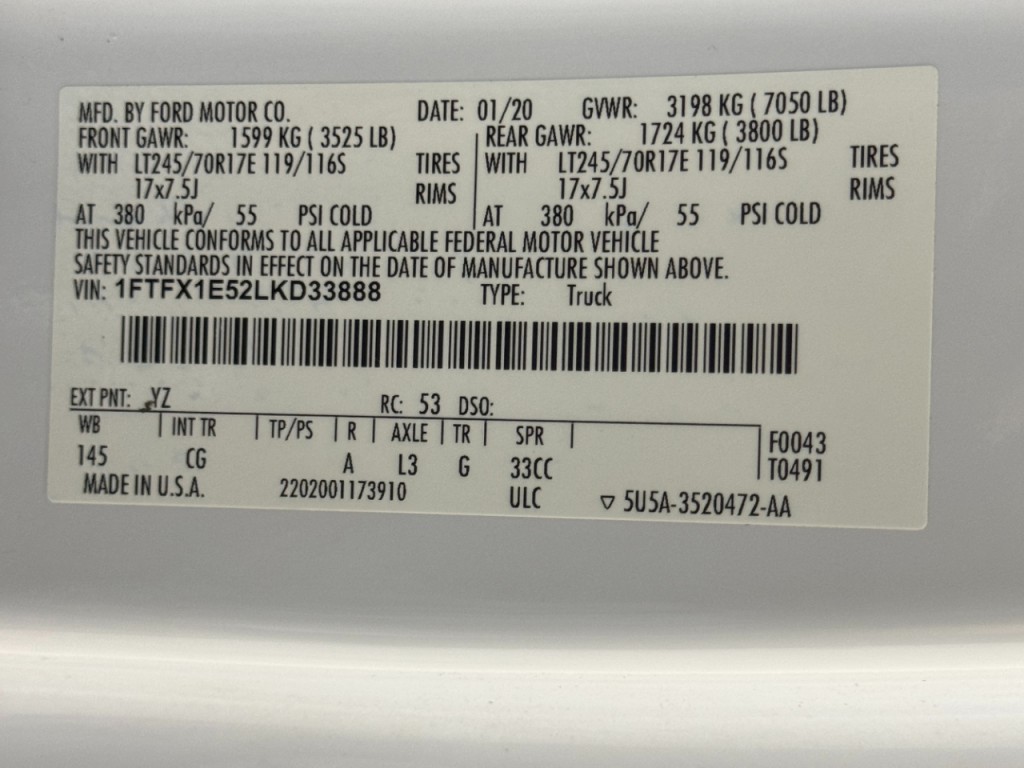 MFD. BY FORD MOTOR CO. DATE: 01/20 GVWR: 3198 KG ( 7050 LB)
FRONT GAWR: 1599 KG ( 3525 LB) REAR GAWR: 1724 KG ( 3800 LB)
WITH LT245/70R17E 119/116S TIRES WITH LT245/70R17E 119/116S TIRES
17x7.5J RIMS 17x7.5J RIMS
AT 380 kPa/ 55 PSI COLD AT 380 kPa/ 55 PSI COLD
THIS VEHICLE CONFORMS TO ALL APPLICABLE FEDERAL MOTOR VEHICLE
SAFETY STANDARDS IN EFFECT ON THE DATE OF MANUFACTURE SHOWN ABOVE.
VIN: 1FTFX1E52LKD33888 TYPE: Truck
EXT PNT: YZ RC: 53 DSO:
WB INT TR TP/PS R AXLE TR SPR F0043
145 CG A L3 G 33CC T0491
MADE IN U.S.A. 2202001173910 ULC ▽ 5U5A-3520472-AA